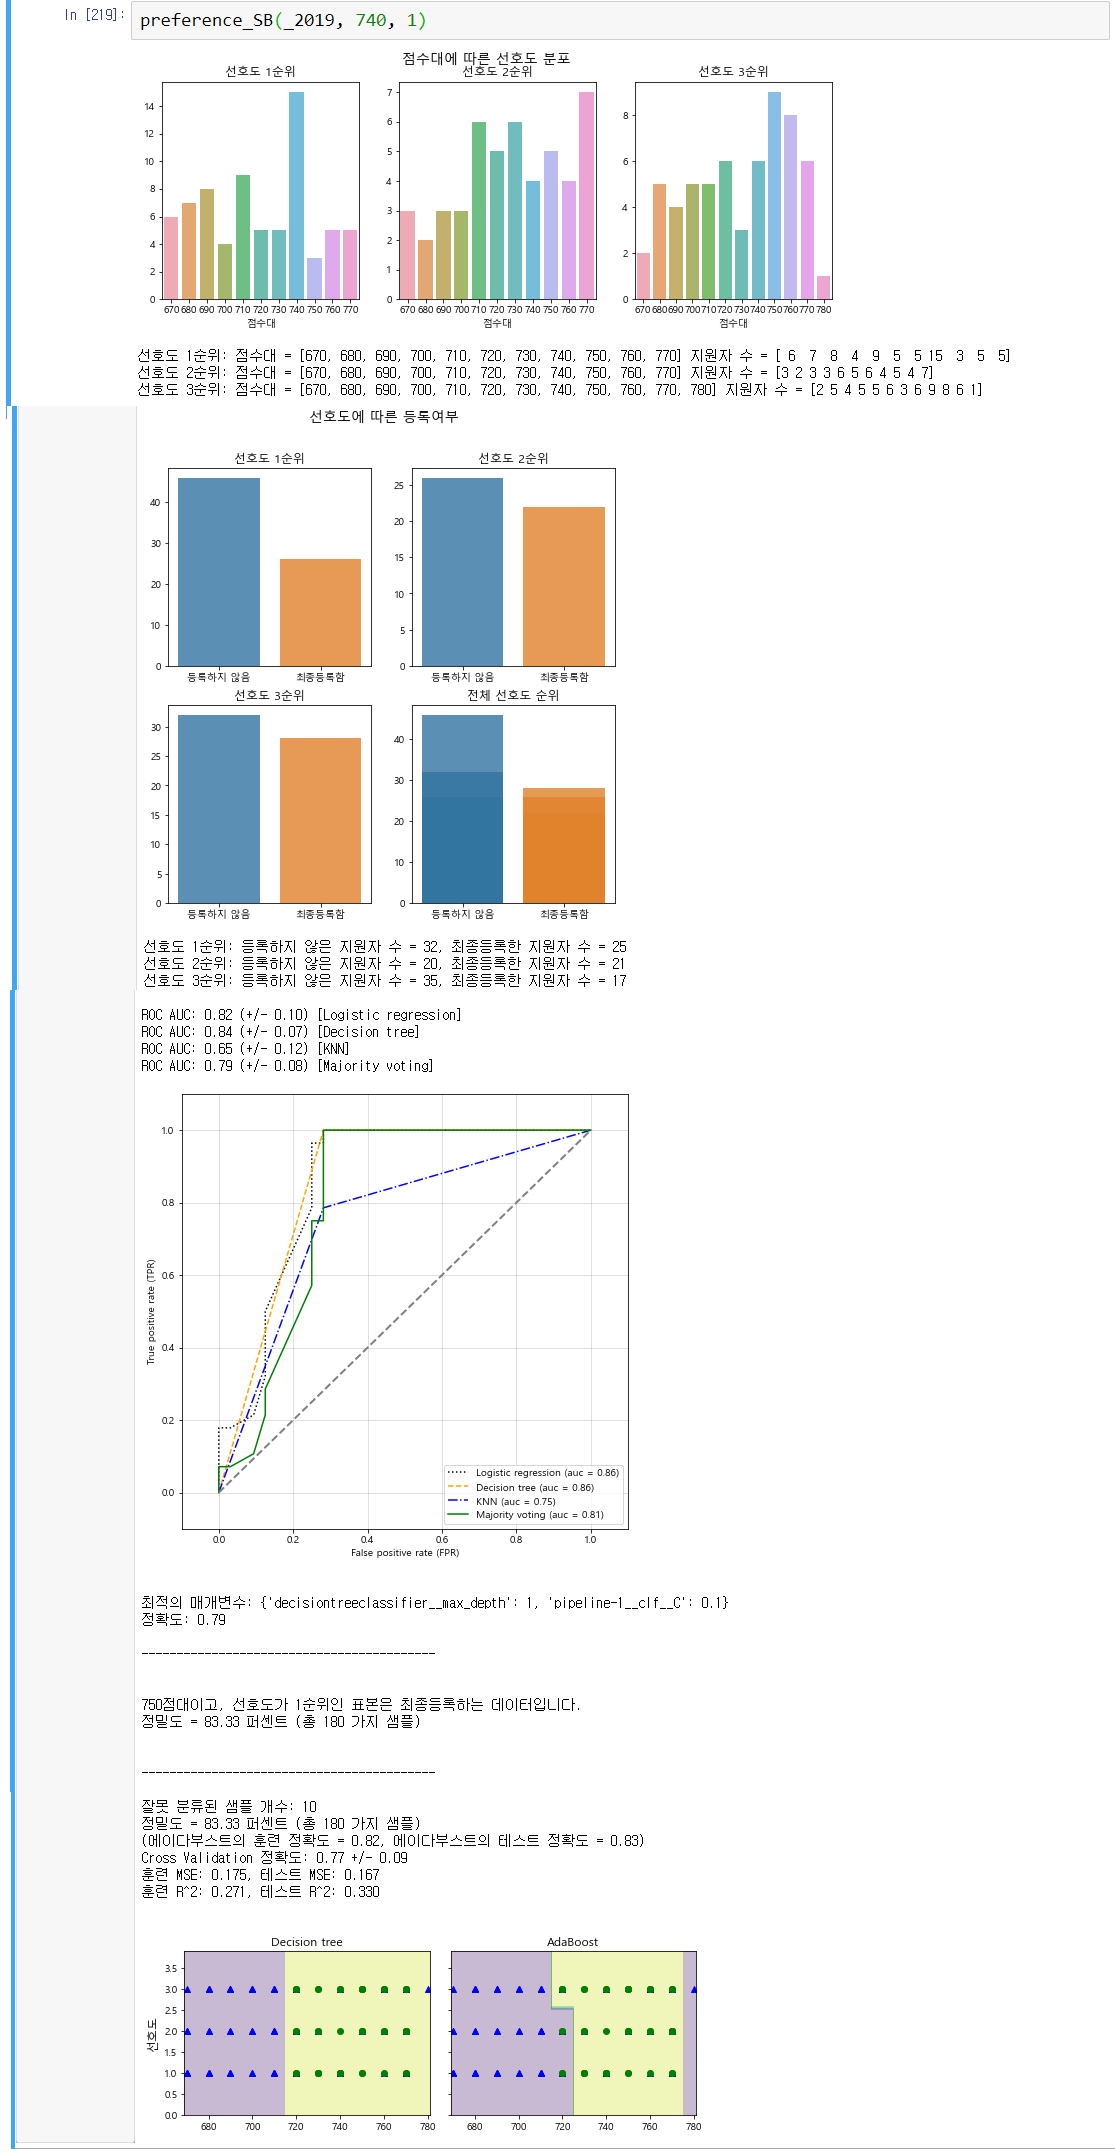 In [219]: preference_SB(_2019, 740, 1)
점수대에 따른 선호도 분포
선호도 1순위 선호도 2순위 선호도 3순위
14
12
10
8
6
4
2
0
670 680 690 700 710 720 730 740 750 760 770
점수대
7
6
5
4
3
2
1
0
670 680 690 700 710 720 730 740 750 760 770
점수대
8
6
4
2
0
670 680 690 700 710 720 730 740 750 760 770 780
점수대
선호도 1순위: 점수대 = [670, 680, 690, 700, 710, 720, 730, 740, 750, 760, 770] 지원자 수 = [ 6 7 8 4 9 5 5 15 3 5 5]
선호도 2순위: 점수대 = [670, 680, 690, 700, 710, 720, 730, 740, 750, 760, 770] 지원자 수 = [3 2 3 3 6 5 6 4 5 4 7]
선호도 3순위: 점수대 = [670, 680, 690, 700, 710, 720, 730, 740, 750, 760, 770, 780] 지원자 수 = [2 5 4 5 5 6 3 6 9 8 6 1]
선호도에 따른 등록여부
선호도 1순위
40
30
20
10
0
등록하지 않음 최종등록함
선호도 2순위
25
20
15
10
5
0
등록하지 않음 최종등록함
선호도 3순위
30
25
20
15
10
5
0
등록하지 않음 최종등록함
전체 선호도 순위
40
30
20
10
0
등록하지 않음 최종등록함
선호도 1순위: 등록하지 않은 지원자 수 = 32, 최종등록한 지원자 수 = 25
선호도 2순위: 등록하지 않은 지원자 수 = 20, 최종등록한 지원자 수 = 21
선호도 3순위: 등록하지 않은 지원자 수 = 35, 최종등록한 지원자 수 = 17
ROC AUC: 0.82 (+/- 0.10) [Logistic regression]
ROC AUC: 0.84 (+/- 0.07) [Decision tree]
ROC AUC: 0.65 (+/- 0.12) [KNN]
ROC AUC: 0.79 (+/- 0.08) [Majority voting]
1.0
0.8
0.6
0.4
0.2
0.0
True positive rate (TPR)
Logistic regression (auc = 0.86)
Decision tree (auc = 0.86)
KNN (auc = 0.75)
Majority voting (auc = 0.81)
0.0 0.2 0.4 0.6 0.8 1.0
False positive rate (FPR)
최적의 매개변수: {'decisiontreeclassifier__max_depth': 1, 'pipeline-1__clf__C': 0.1}
정확도: 0.79
------------------------------------------
750점대이고, 선호도가 1순위인 표본은 최종등록하는 데이터입니다.
정밀도 = 83.33 퍼센트 (총 180 가지 샘플)
------------------------------------------
잘못 분류된 샘플 개수: 10
정밀도 = 83.33 퍼센트 (총 180 가지 샘플)
(에이다부스트의 훈련 정확도 = 0.82, 에이다부스트의 테스트 정확도 = 0.83)
Cross Validation 정확도: 0.77 +/- 0.09
훈련 MSE: 0.175, 테스트 MSE: 0.167
훈련 R^2: 0.271, 테스트 R^2: 0.330
Decision tree AdaBoost
3.5
3.0
2.5
2.0
1.5
1.0
0.5
0.0
선호도
680 700 720 740 760 780
680 700 720 740 760 780